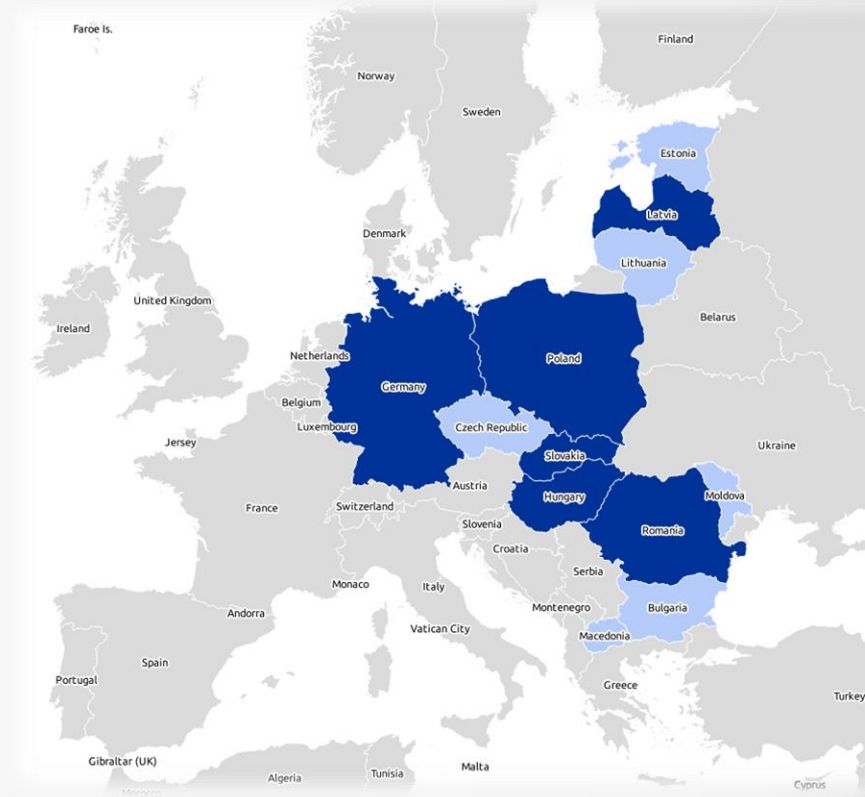 Faroe Is.
Finland
Norway
Sweden
Estonia
Latvia
Denmark
Lithuania
United Kingdom
Belarus
Ireland
Netherlands
Poland
Germany
Belgium
Luxembourg
Czech Republic
Jersey
Ukraine
Slovakia
Austria
Moldova
Hungary
France
Switzerland
Slovenia
Romania
Croatia
Serbia
Monaco
Italy
Montenegro
Bulgaria
Andorra
Vatican City
Macedonia
Spain
Portugal
Greece
Turkey
Gibraltar (UK)
Malta
Tunisia
Algeria
Cyprus
Morocco